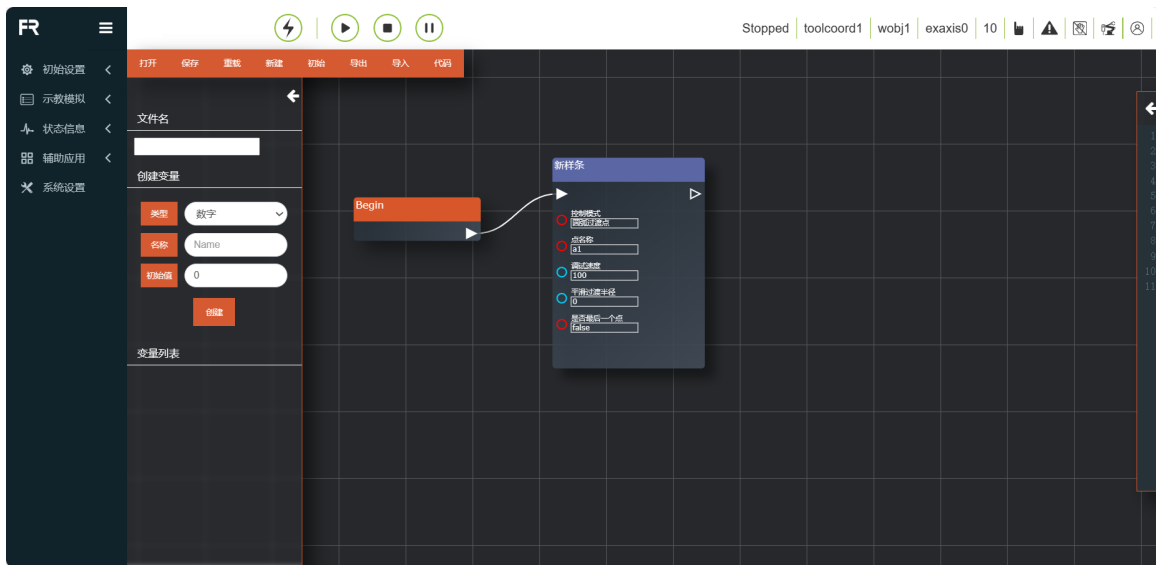 FR
Stopped toolcoord1 wobj1 exaxis0 10
初始设置
示教模拟
状态信息
辅助应用
系统设置
打开 保存 重载 新建 初始 导出 导入 代码
文件名
创建变量
类型 数字
名称 Name
初始值 0
创建
变量列表
Begin
新样条
控制模式
圆弧过渡点
点名称
a1
调试速度
100
平滑过渡半径
0
是否最后一个点
false
1
2
3
4
5
6
7
8
9
10
11